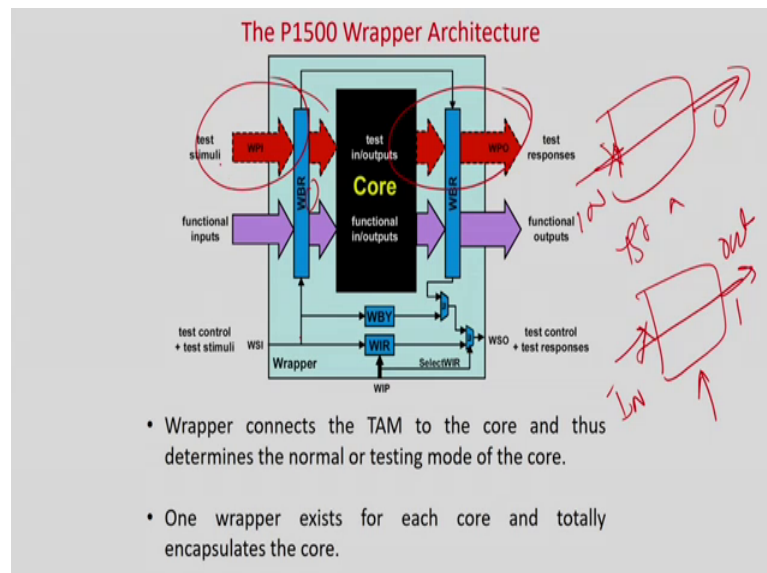 The P1500 Wrapper Architecture
test stimuli
WPI
WBR
test in/outputs
Core
functional in/outputs
WBR
WPO
test responses
functional inputs
functional outputs
test control + test stimuli
WSI
WBY
WIR
Wrapper
SelectWIR
WIP
WSO
test control + test responses
IN
O
IN
out
• Wrapper connects the TAM to the core and thus
determines the normal or testing mode of the core.
• One wrapper exists for each core and totally
encapsulates the core.